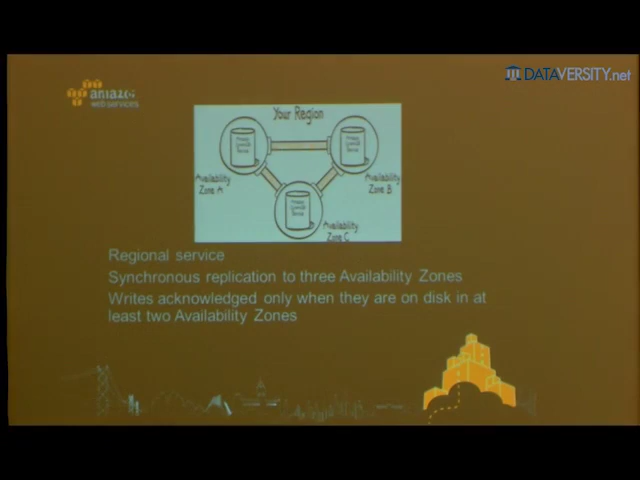 DATAVERSITY.net
amazon
web services
Your Region
Availability
Zone A
Availability
Zone B
Availability
Zone C
Regional service
Synchronous replication to three Availability Zones
Writes acknowledged only when they are on disk in at
least two Availability Zones